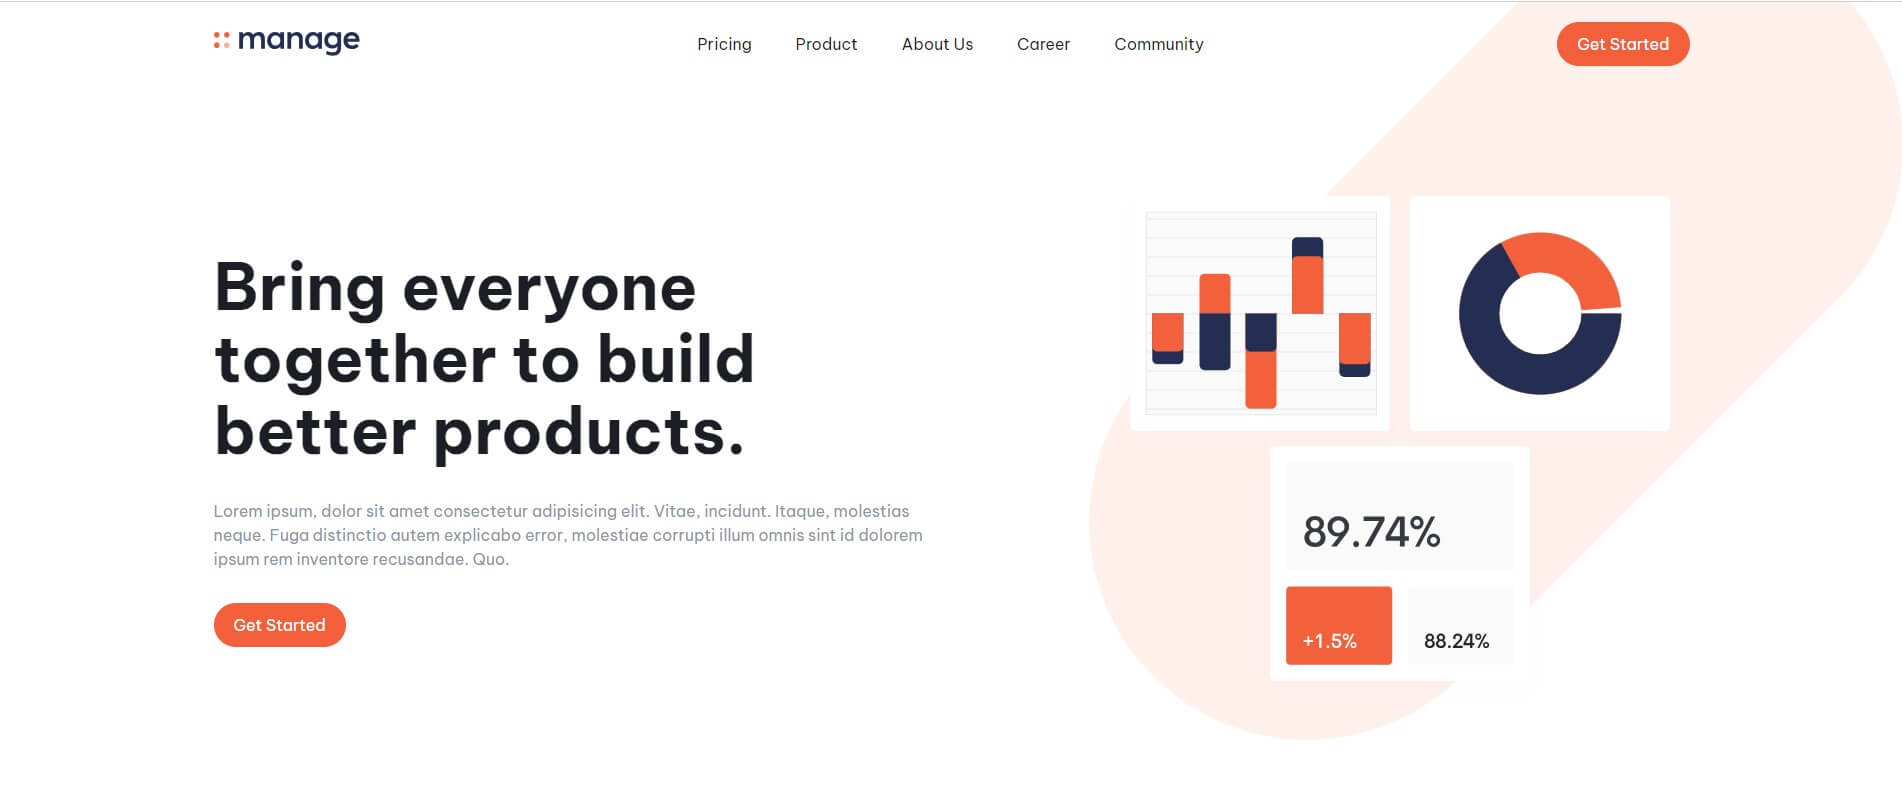 manage
Pricing
Product
About Us
Career
Community
Get Started
Bring everyone
together to build
better products.
Lorem ipsum, dolor sit amet consectetur adipisicing elit. Vitae, incidunt. Itaque, molestias
neque. Fuga distinctio autem explicabo error, molestiae corrupti illum omnis sint id dolorem
ipsum rem inventore recusandae. Quo.
Get Started
89.74%
+1.5%
88.24%